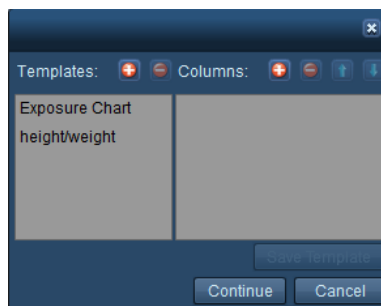 Templates: Columns:
Exposure Chart
height/weight
Save Template
Continue Cancel